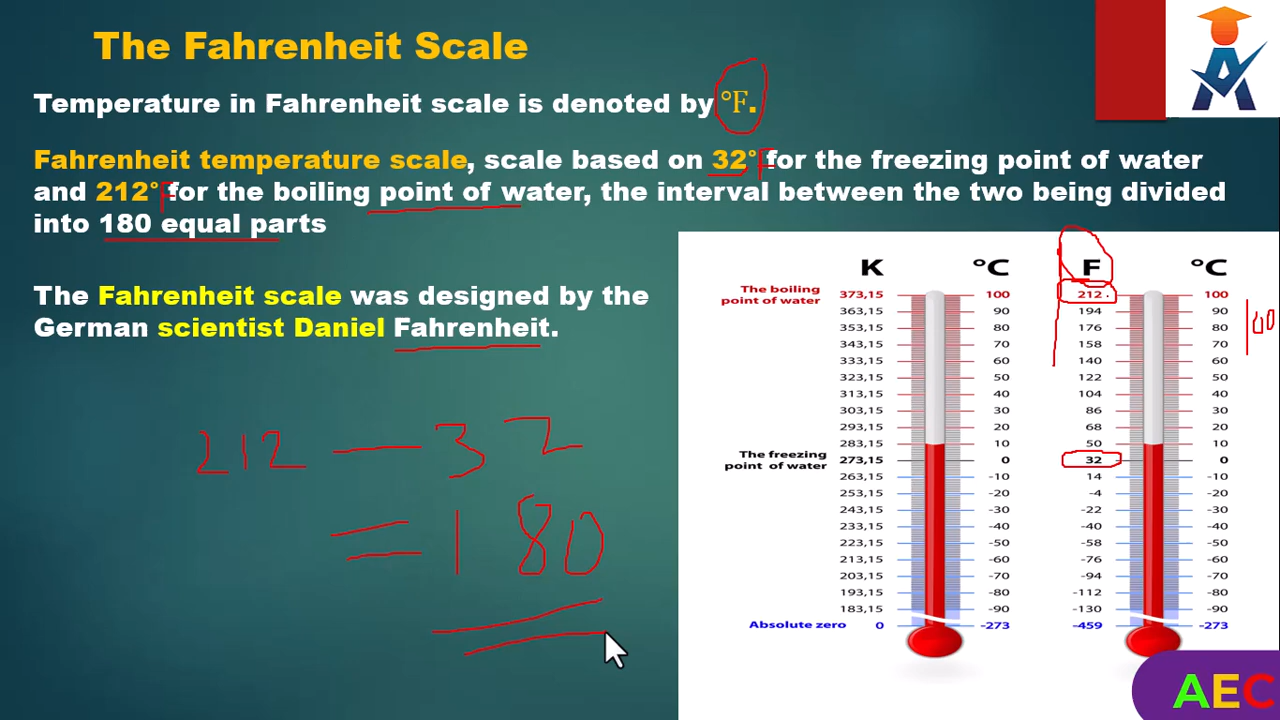 The Fahrenheit Scale
Temperature in Fahrenheit scale is denoted by °F.
Fahrenheit temperature scale, scale based on 32° F for the freezing point of water
and 212° F for the boiling point of water, the interval between the two being divided
into 180 equal parts
The Fahrenheit scale was designed by the
German scientist Daniel Fahrenheit.
212 — 32
= 180
K °C F °C
The boiling
point of water
373,15 100 212 100
363,15 90 194 90
353,15 80 176 80
343,15 70 158 70
333,15 60 140 60
323,15 50 122 50
313,15 40 104 40
303,15 30 86 30
293,15 20 68 20
283,15 10 50 10
The freezing
point of water
273,15 0 32 0
263,15 -10 14 -10
253,15 -20 -4 -20
243,15 -30 -22 -30
233,15 -40 -40 -40
223,15 -50 -58 -50
213,15 -60 -76 -60
203,15 -70 -94 -70
193,15 -80 -112 -80
183,15 -90 -130 -90
Absolute zero 0 -273 -459 -273
100
AEC